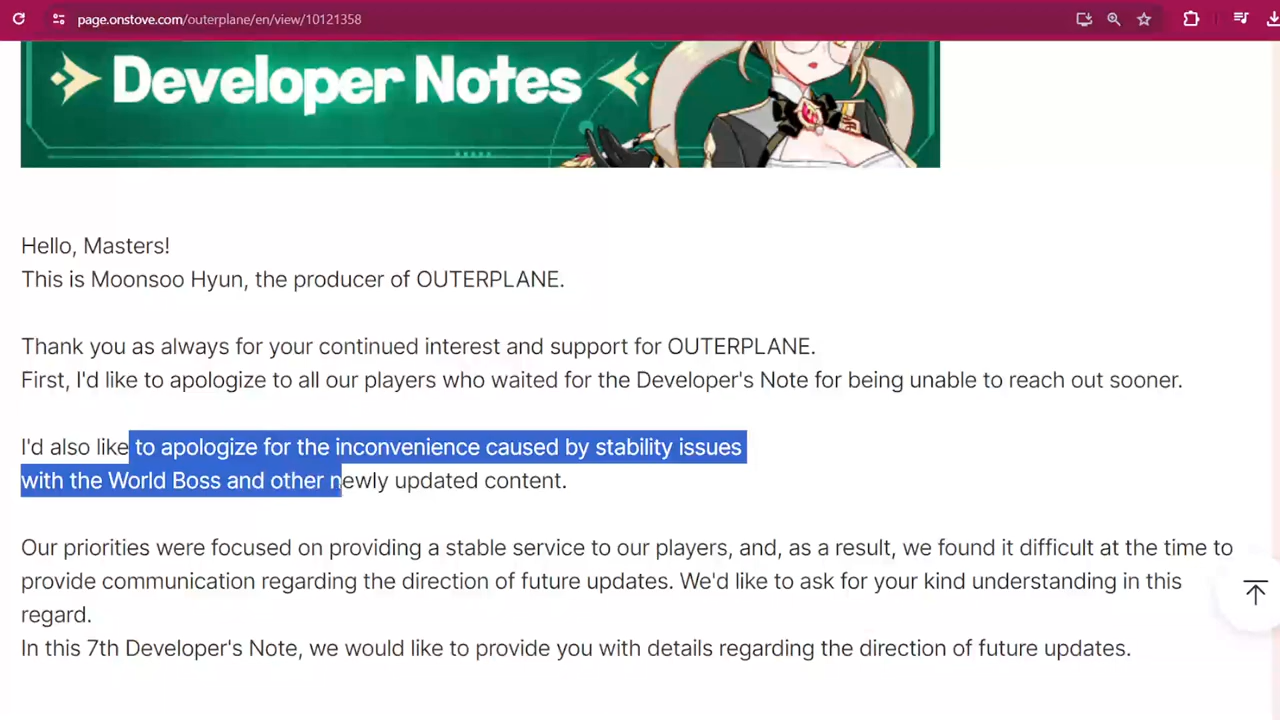 page.onstove.com/outerplane/en/view/10121358
Developer Notes
Hello, Masters!
This is Moonsoo Hyun, the producer of OUTERPLANE.
Thank you as always for your continued interest and support for OUTERPLANE.
First, I'd like to apologize to all our players who waited for the Developer's Note for being unable to reach out sooner.
I'd also like to apologize for the inconvenience caused by stability issues
with the World Boss and other newly updated content.
Our priorities were focused on providing a stable service to our players, and, as a result, we found it difficult at the time to
provide communication regarding the direction of future updates. We'd like to ask for your kind understanding in this
regard.
In this 7th Developer's Note, we would like to provide you with details regarding the direction of future updates.